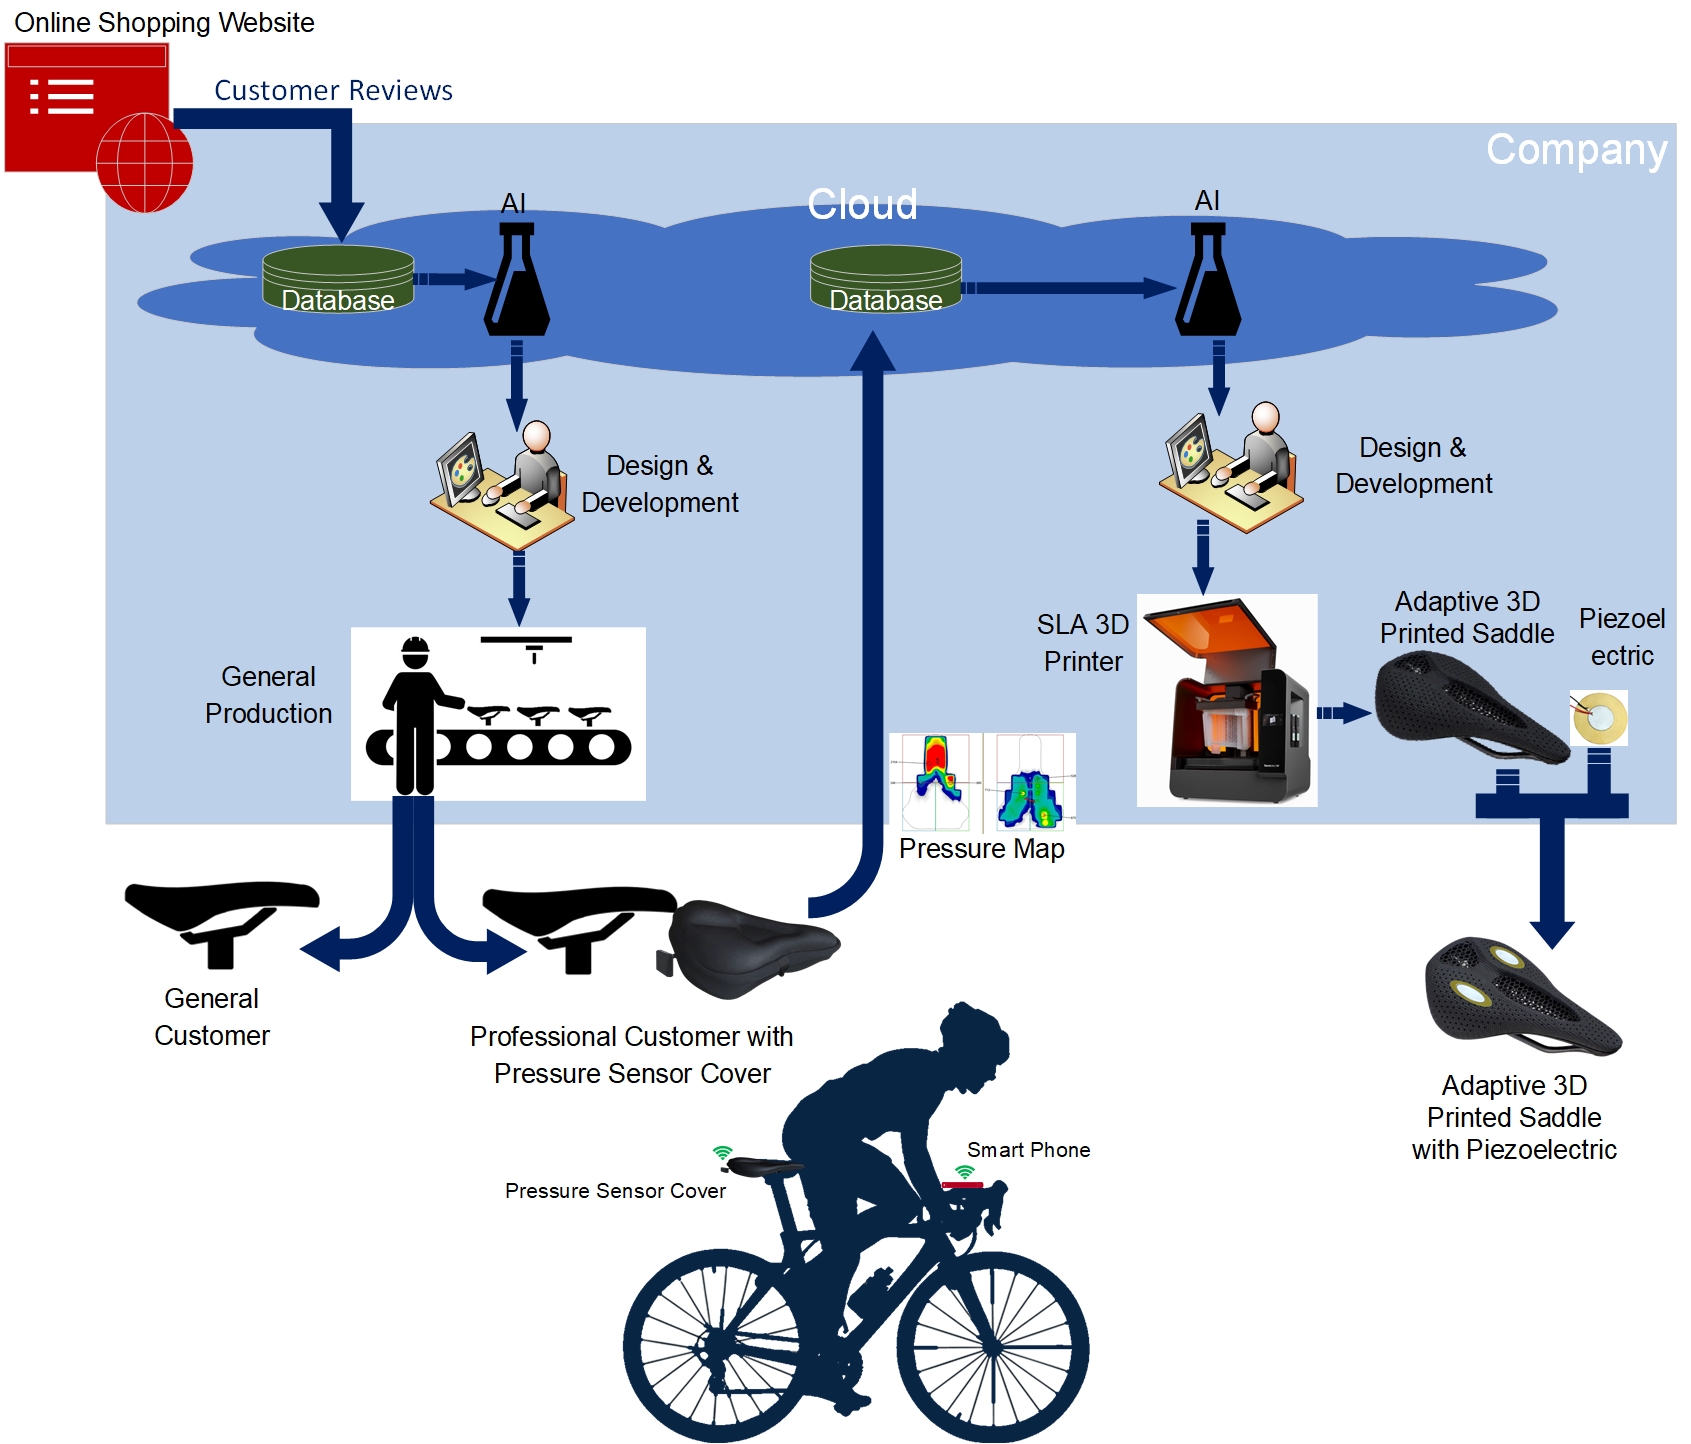 Online Shopping Website
Customer Reviews
Company
Cloud
AI
AI
Database
Database
Design &
Development
Design &
Development
General
Production
SLA 3D
Printer
Adaptive 3D
Printed Saddle
Piezoel
ectric
Pressure Map
General
Customer
Professional Customer with
Pressure Sensor Cover
Adaptive 3D
Printed Saddle
with Piezoelectric
Smart Phone
Pressure Sensor Cover